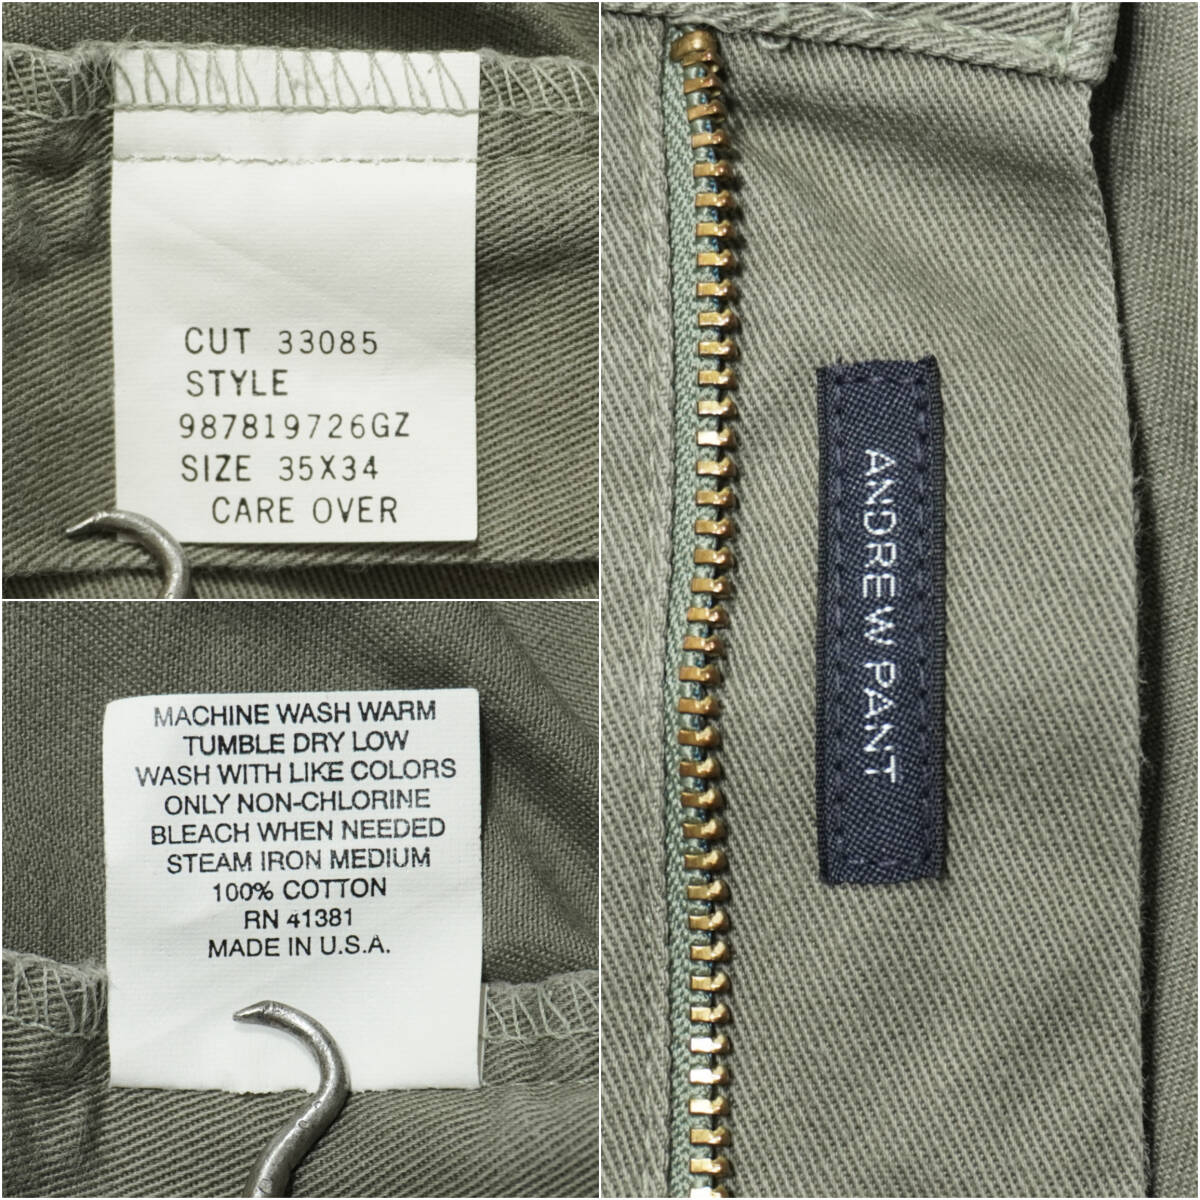 CUT 33085
STYLE
987819726GZ
SIZE 35X34
CARE OVER
MACHINE WASH WARM
TUMBLE DRY LOW
WASH WITH LIKE COLORS
ONLY NON-CHLORINE
BLEACH WHEN NEEDED
STEAM IRON MEDIUM
100% COTTON
RN 41381
MADE IN U.S.A.
ANDREW PANT